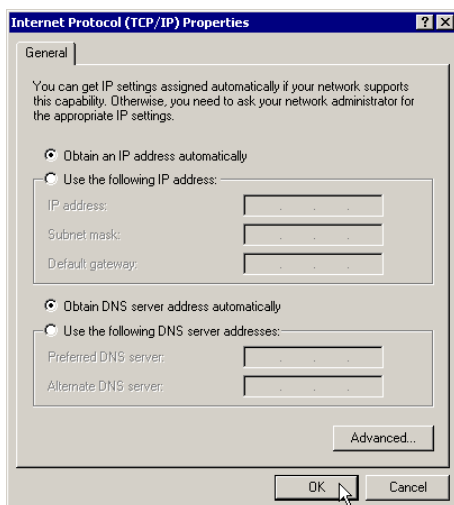 Internet Protocol (TCP/IP) Properties
General
You can get IP settings assigned automatically if your network supports
this capability. Otherwise, you need to ask your network administrator for
the appropriate IP settings.
Obtain an IP address automatically
Use the following IP address:
IP address:
Subnet mask:
Default gateway:
Obtain DNS server address automatically
Use the following DNS server addresses:
Preferred DNS server:
Alternate DNS server:
Advanced...
OK Cancel